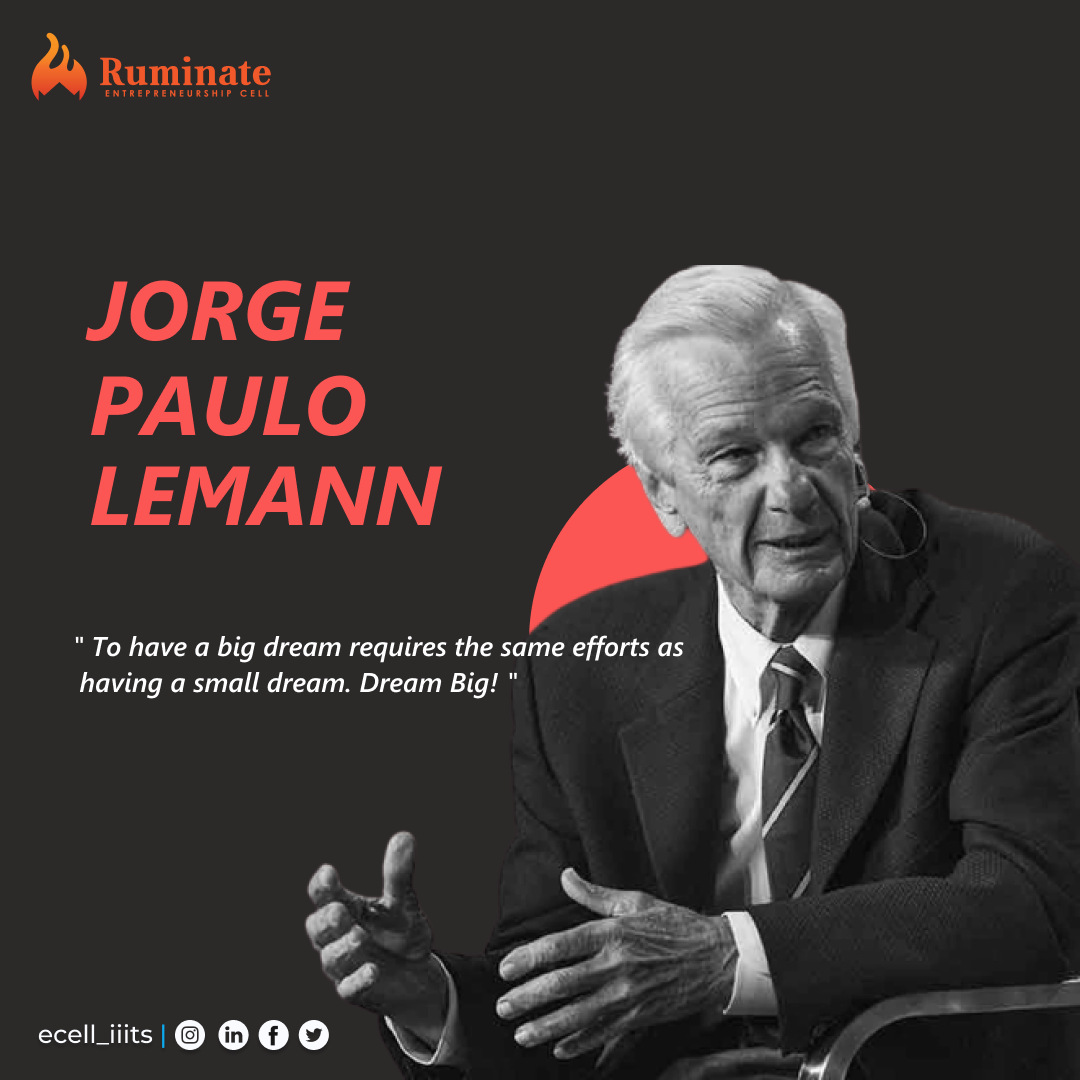 Ruminate
ENTREPRENEURSHIP CELL
JORGE
PAULO
LEMANN
" To have a big dream requires the same efforts as
having a small dream. Dream Big! "
ecell_iiits |